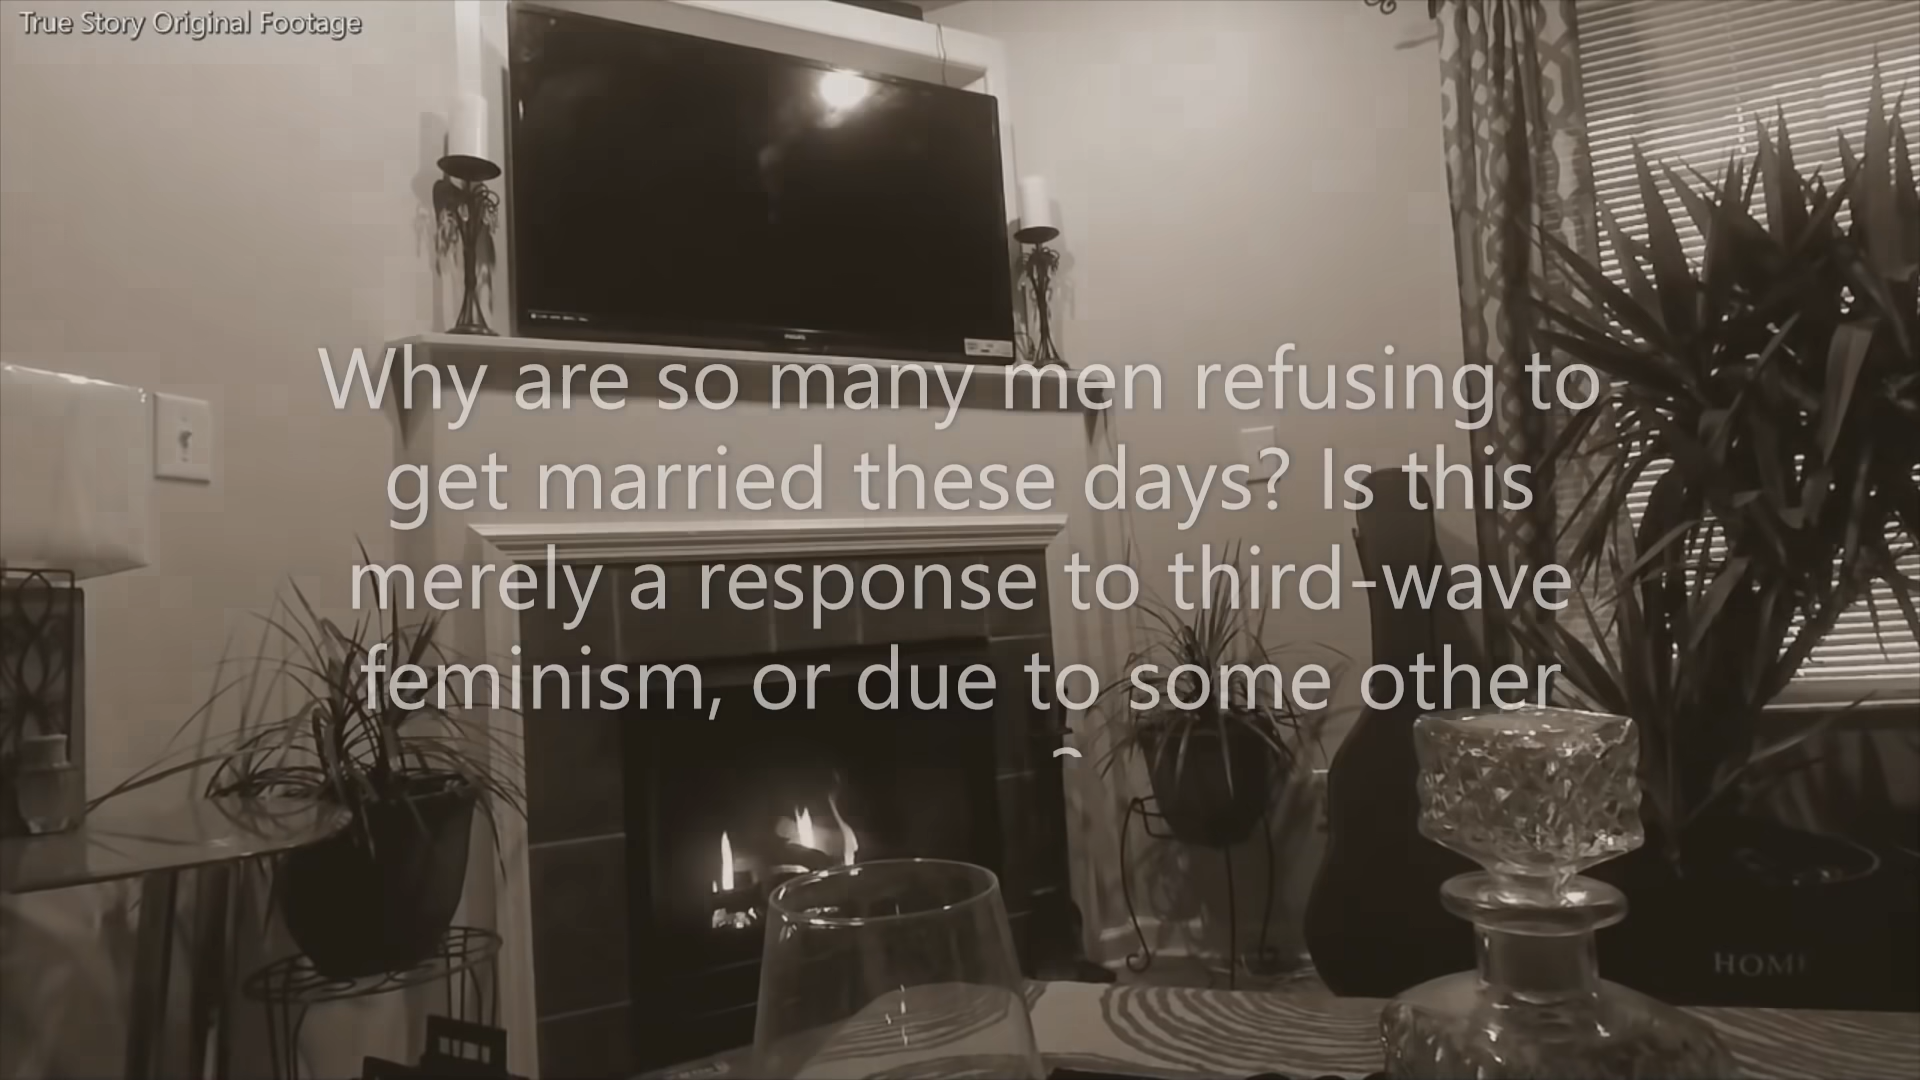 True Story Original Footage
Why are so many men refusing to
get married these days? Is this
merely a response to third-wave
feminism, or due to some other
PHILIPS
HOME